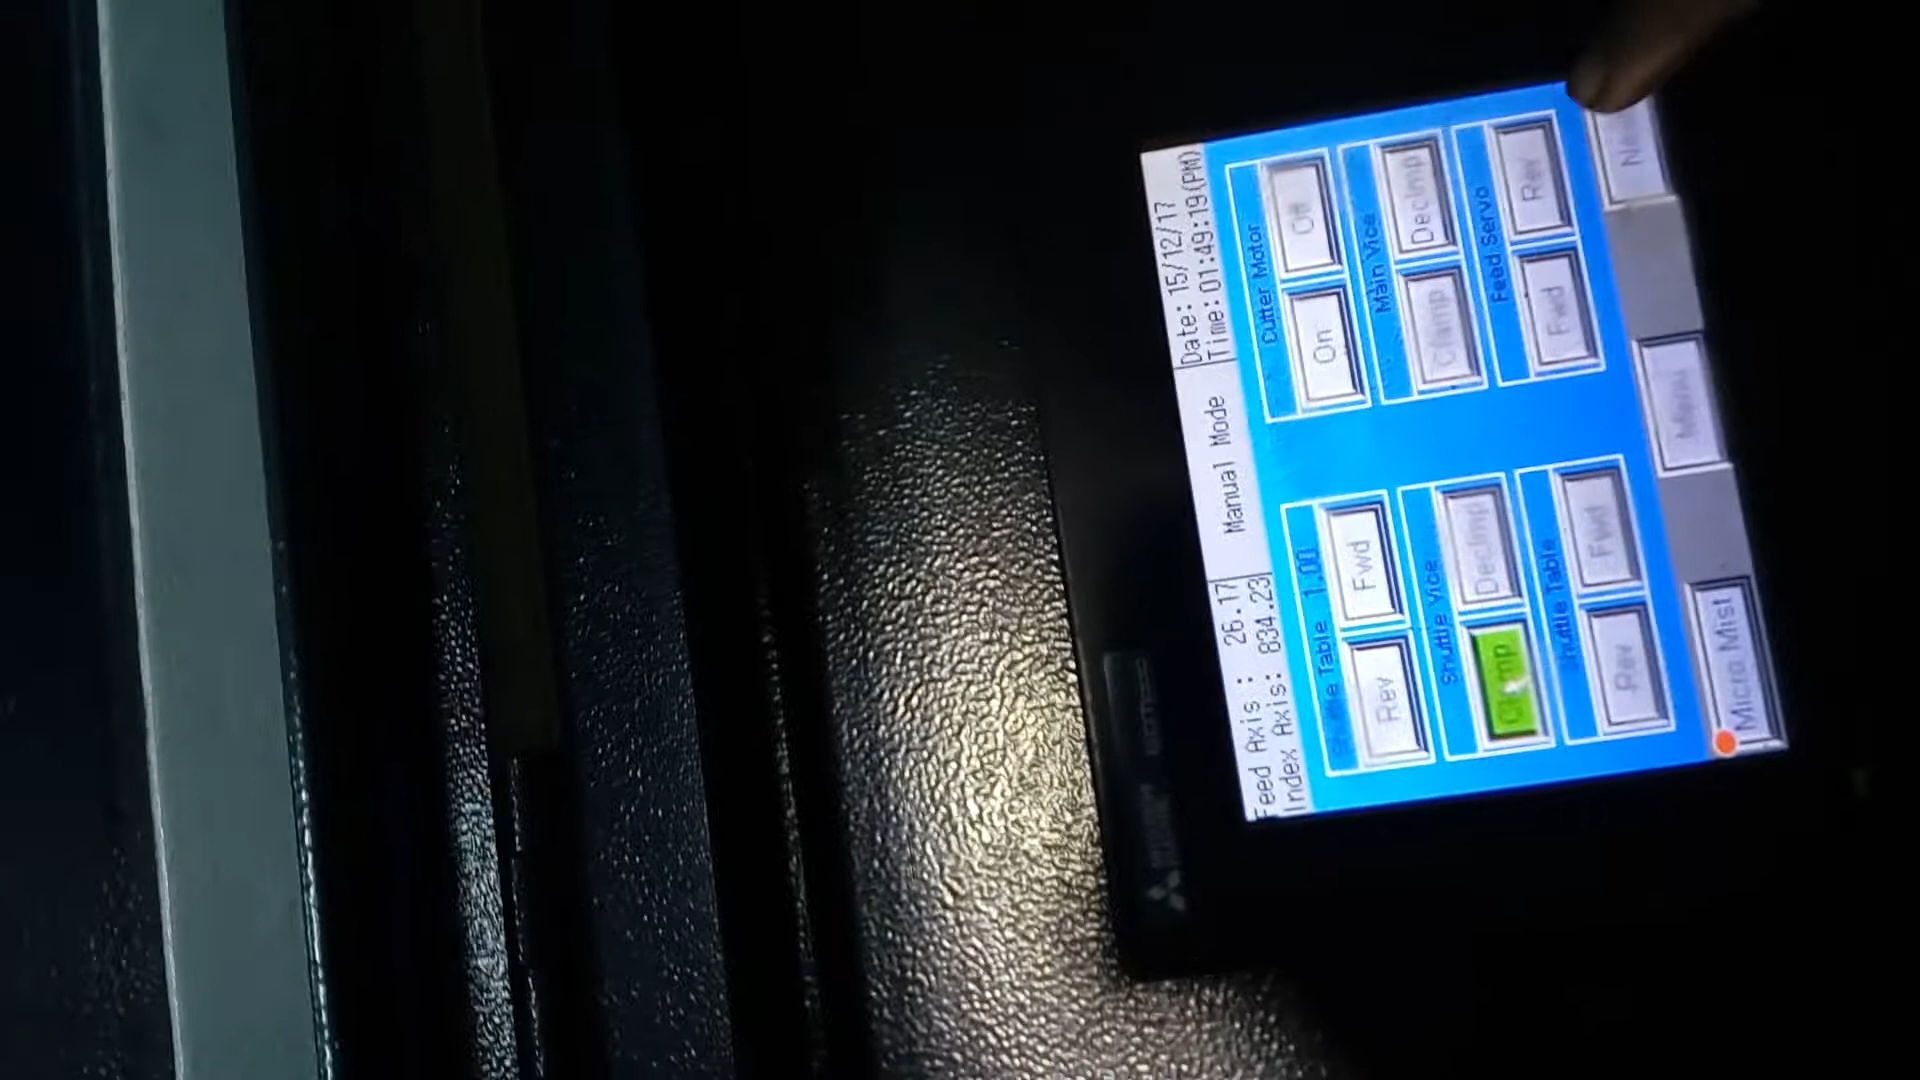 Feed Axis : 26.17
Index Axis: 834.23
Manual Mode
Date: 15/12/17
Time: 01:49:19(PM)
Shuttle Table 1.00
Rev Fwd
Cutter Motor
On Off
Shuttle Vice
Clamp Declmp
Main Vice
Clamp Declmp
Shuttle Table
Rev Fwd
Feed Servo
Fwd Rev
Micro Mist
Menu